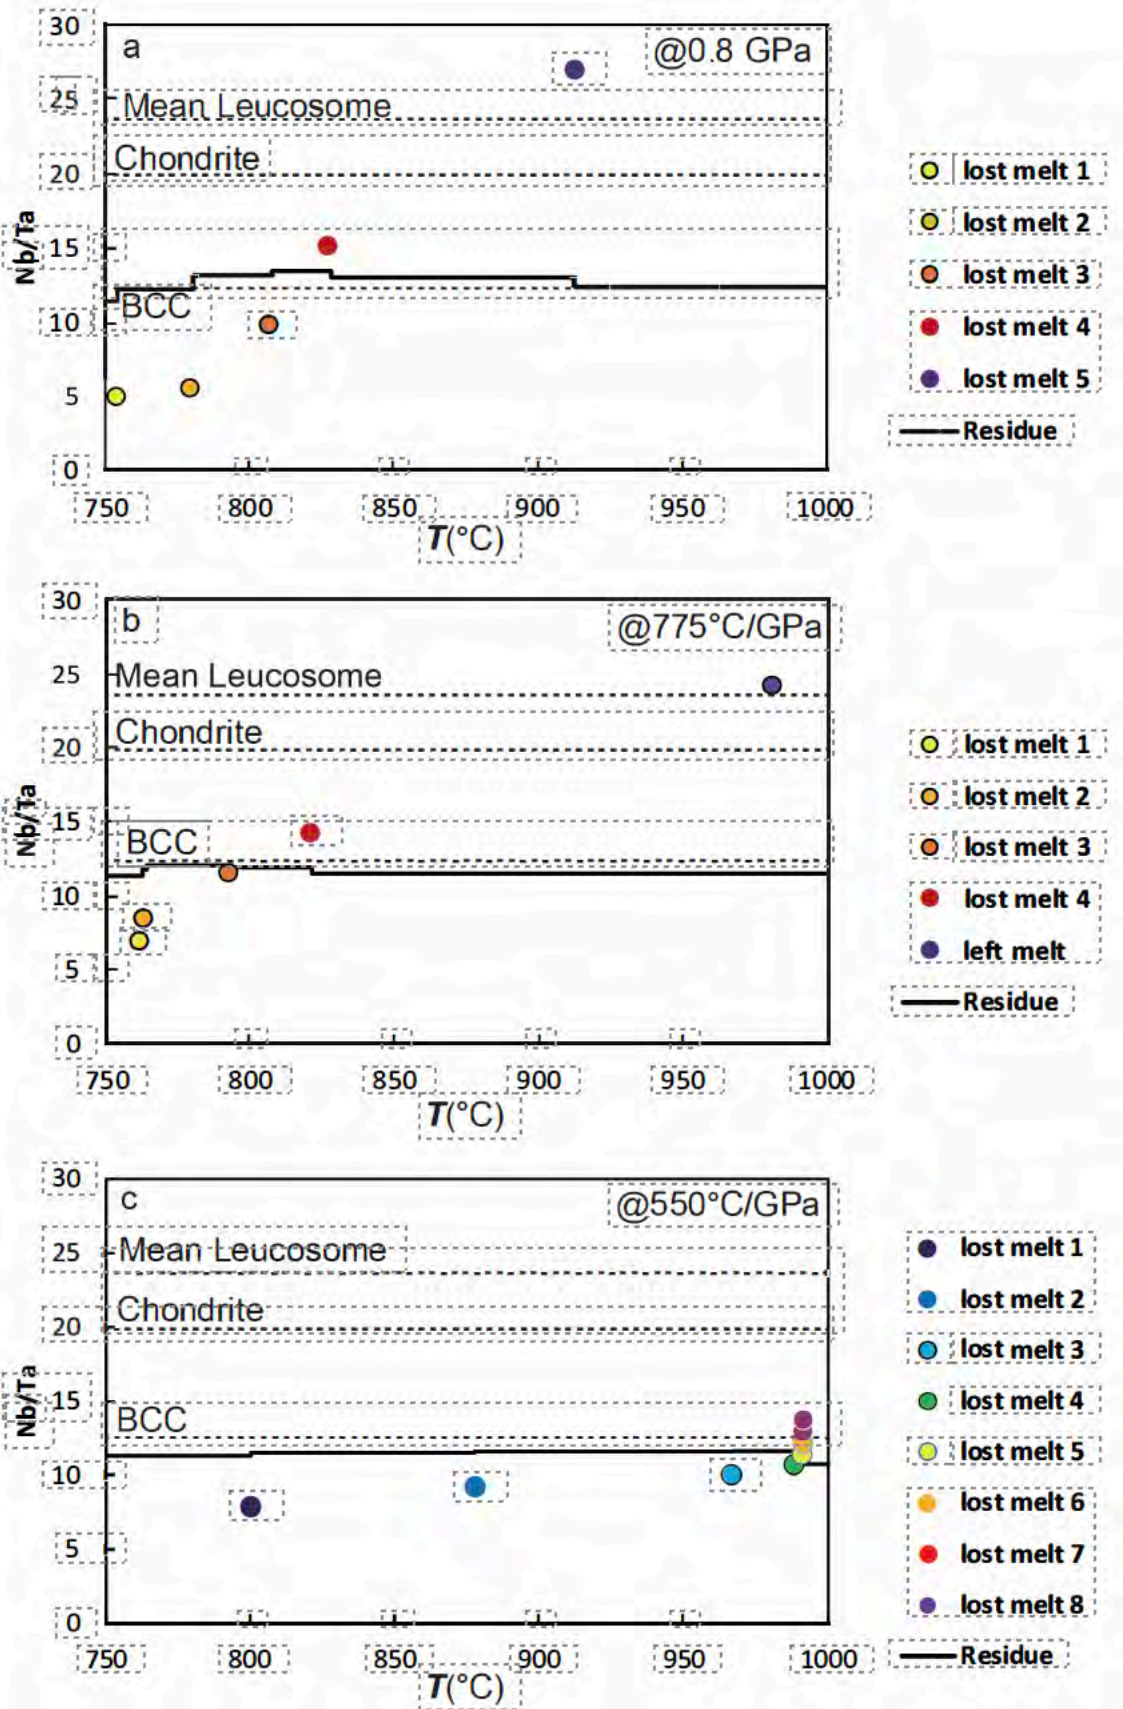 30
a
@0.8 GPa
25
Mean Leucosome
Chondrite
20
lost melt 1
lost melt 2
15
Nb/Ta
lost melt 3
BCC
10
lost melt 4
lost melt 5
5
Residue
0
750 800 850 900 950 1000
T(°C)
30
b
@775°C/GPa
25
Mean Leucosome
Chondrite
20
lost melt 1
lost melt 2
15
Nb/Ta
BCC
lost melt 3
10
lost melt 4
left melt
5
Residue
0
750 800 850 900 950 1000
T(°C)
30
c
@550°C/GPa
25
Mean Leucosome
lost melt 1
Chondrite
20
lost melt 2
lost melt 3
15
Nb/Ta
BCC
lost melt 4
lost melt 5
10
lost melt 6
5
lost melt 7
lost melt 8
0
Residue
750 800 850 900 950 1000
T(°C)